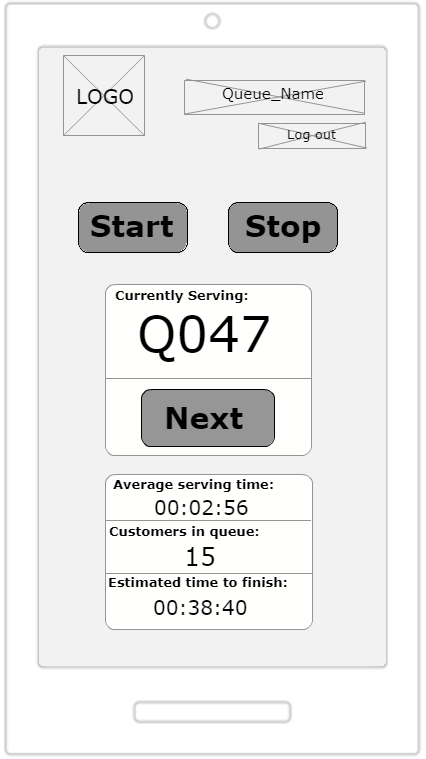 LOGO
Queue_Name
Log out
Start
Stop
Currently Serving:
Q047
Next
Average serving time:
00:02:56
Customers in queue:
15
Estimated time to finish:
00:38:40